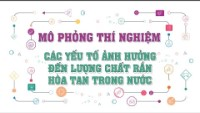 MÔ PHỎNG THÍ NGHIỆM
CÁC YẾU TỐ ẢNH HƯỞNG
ĐẾN LƯỢNG CHẤT RẮN
HÒA TAN TRONG NƯỚC